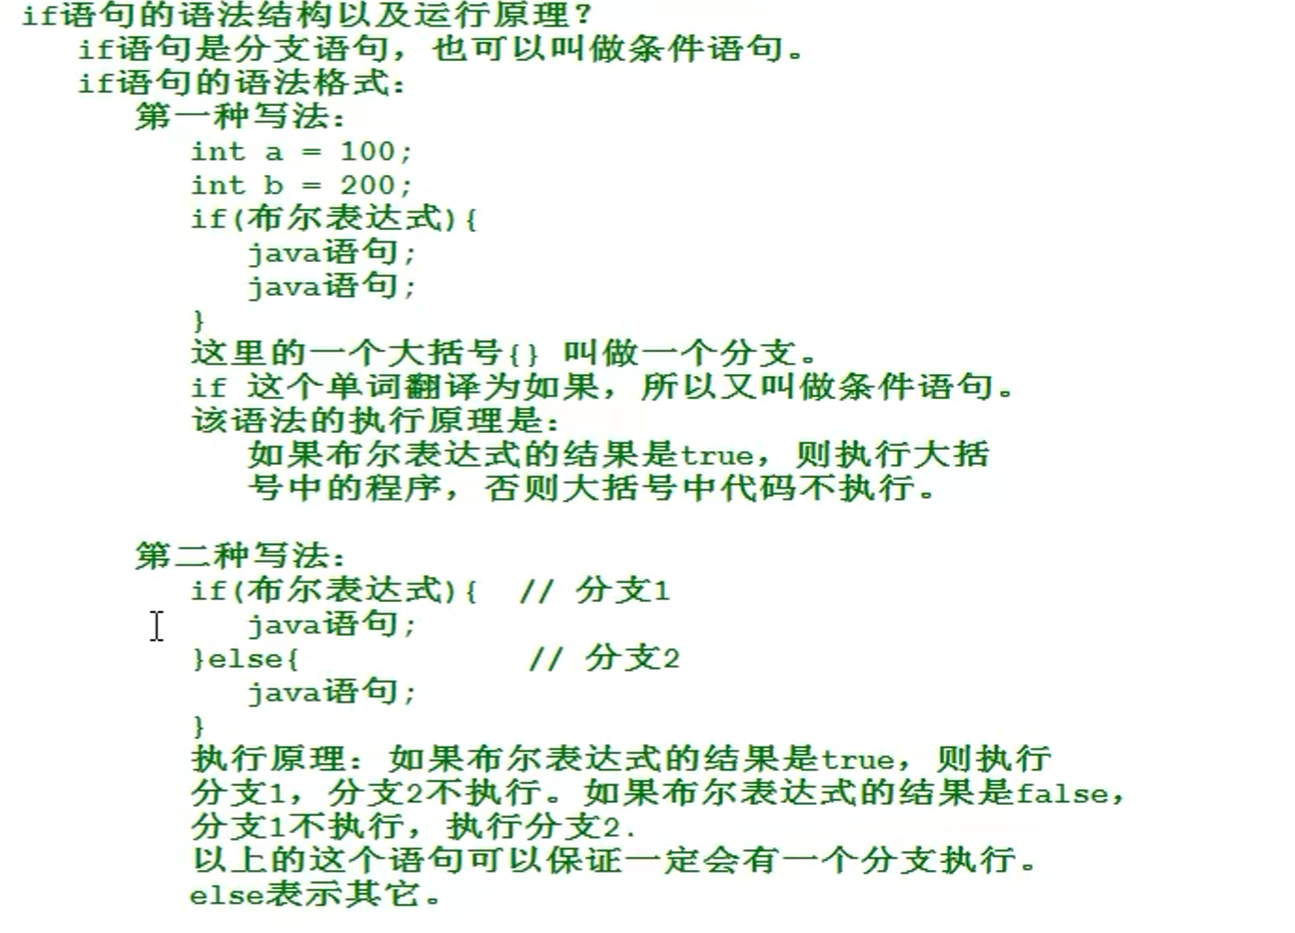 if语句的语法结构以及运行原理?
if语句是分支语句，也可以叫做条件语句。
if语句的语法格式:
第一种写法:
int a = 100;
int b = 200;
if(布尔表达式){
java语句;
java语句;
}
这里的一个大括号{} 叫做一个分支。
if 这个单词翻译为如果，所以又叫做条件语句。
该语法的执行原理是:
如果布尔表达式的结果是true，则执行大括
号中的程序，否则大括号中代码不执行。
第二种写法:
if(布尔表达式){ // 分支1
java语句;
}else{ // 分支2
java语句;
}
执行原理: 如果布尔表达式的结果是true，则执行
分支1，分支2不执行。如果布尔表达式的结果是false，
分支1不执行，执行分支2.
以上的这个语句可以保证一定会有一个分支执行。
else表示其它。